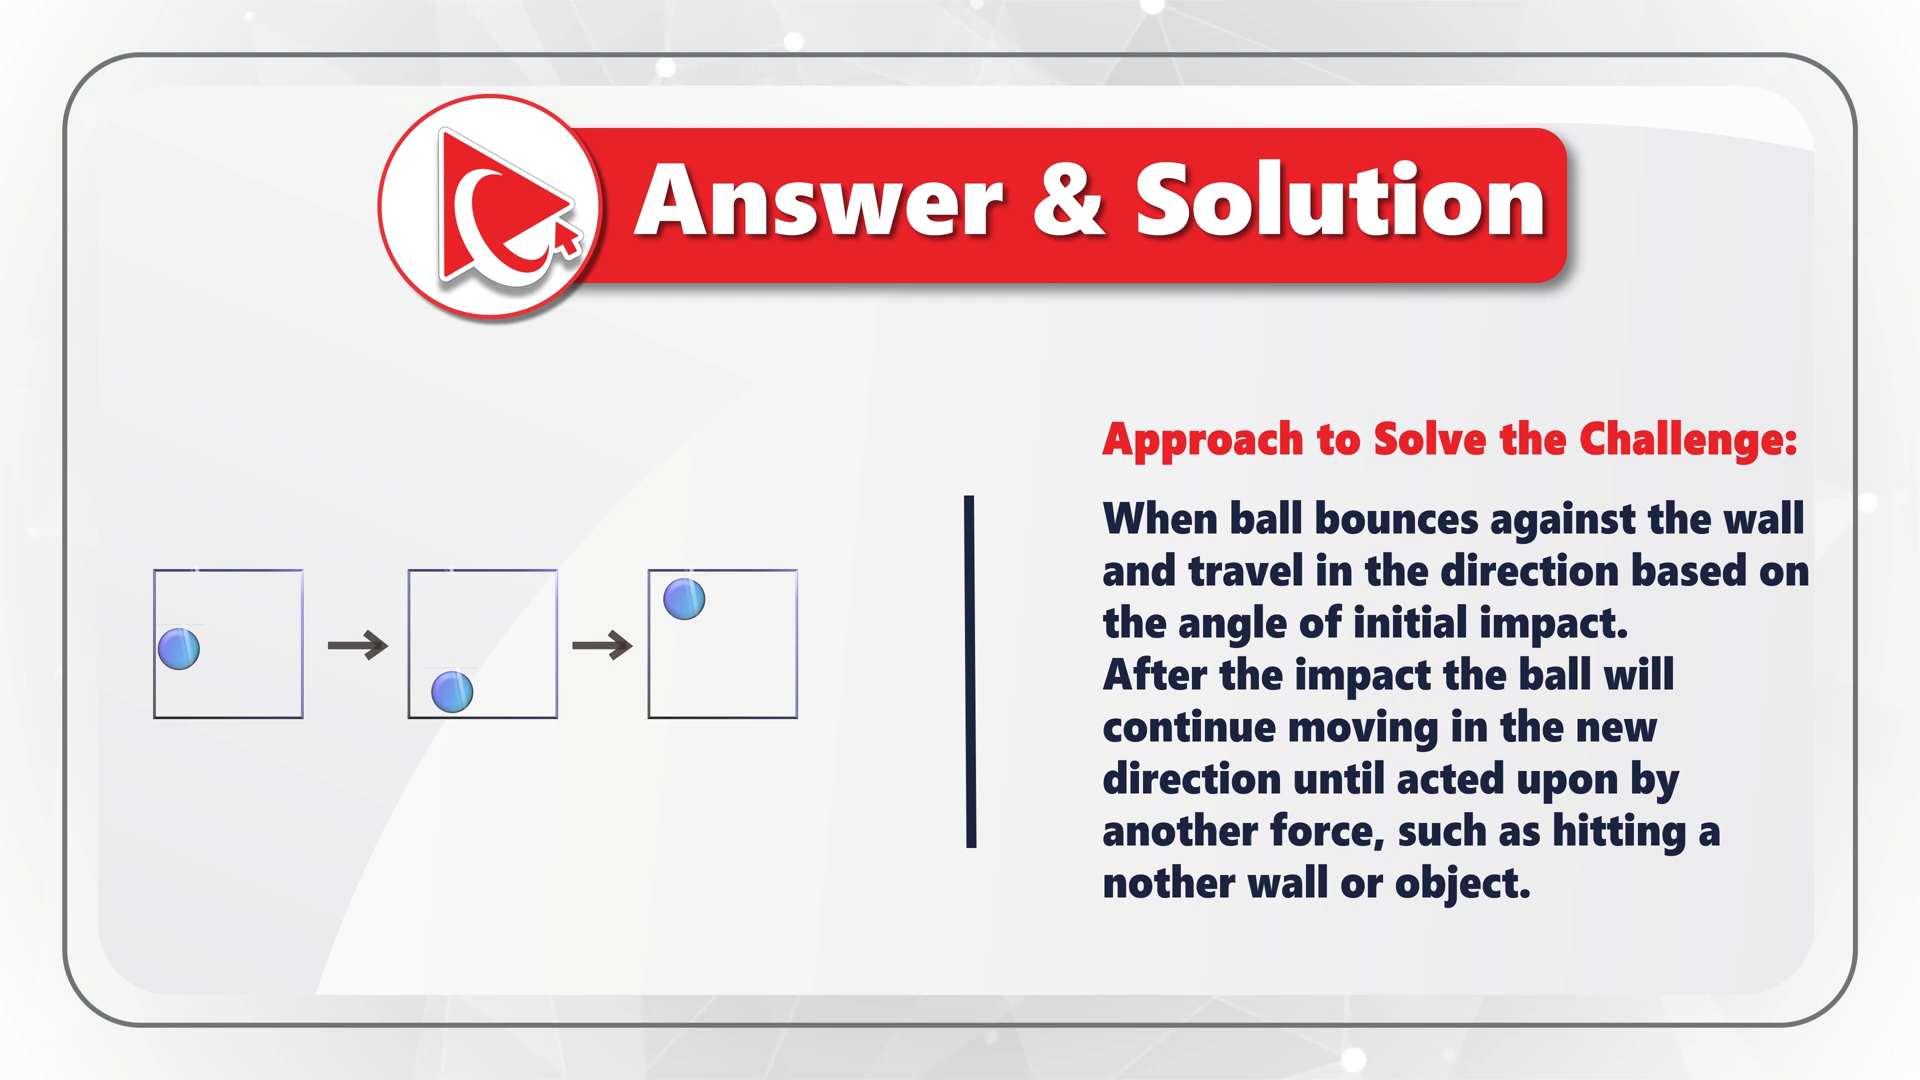 Answer & Solution
Approach to Solve the Challenge:
When ball bounces against the wall
and travel in the direction based on
the angle of initial impact.
After the impact the ball will
continue moving in the new
direction until acted upon by
another force, such as hitting a
nother wall or object.